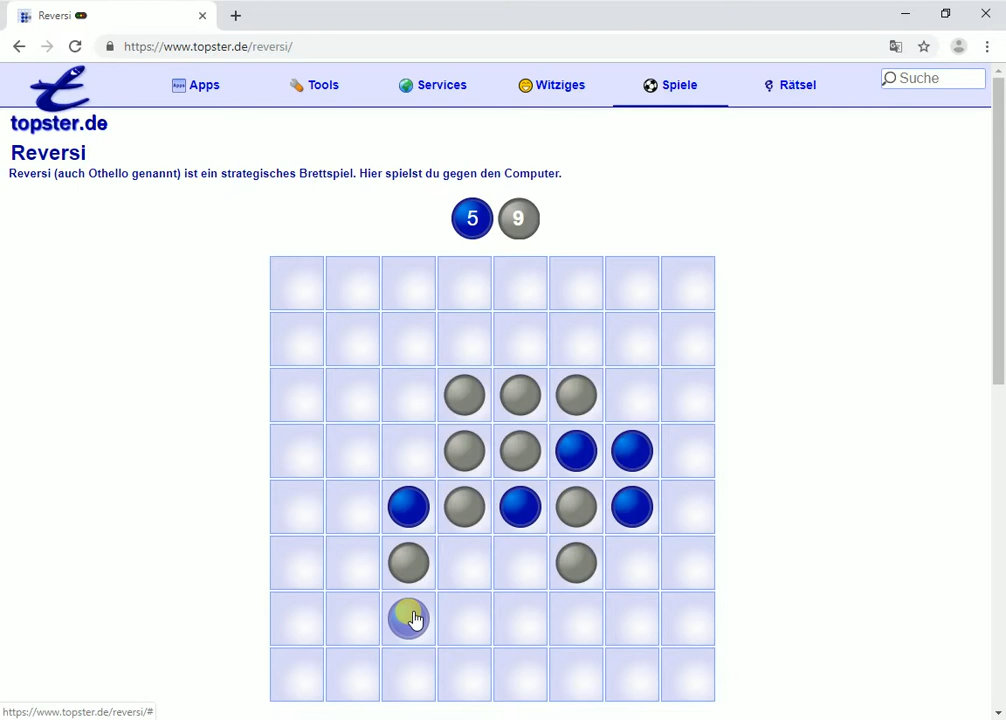 Reversi
https://www.topster.de/reversi/
Apps Tools Services Witziges Spiele Rätsel Suche
topster.de
Reversi
Reversi (auch Othello genannt) ist ein strategisches Brettspiel. Hier spielst du gegen den Computer.
5 9
https://www.topster.de/reversi/#